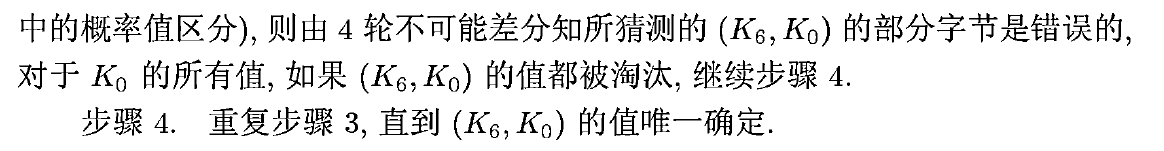 中的概率值区分), 则由 4 轮不可能差分知所猜测的 (K₆, K₀) 的部分字节是错误的,
对于 K₀ 的所有值, 如果 (K₆, K₀) 的值都被淘汰, 继续步骤 4.
步骤 4. 重复步骤 3, 直到 (K₆, K₀) 的值唯一确定.